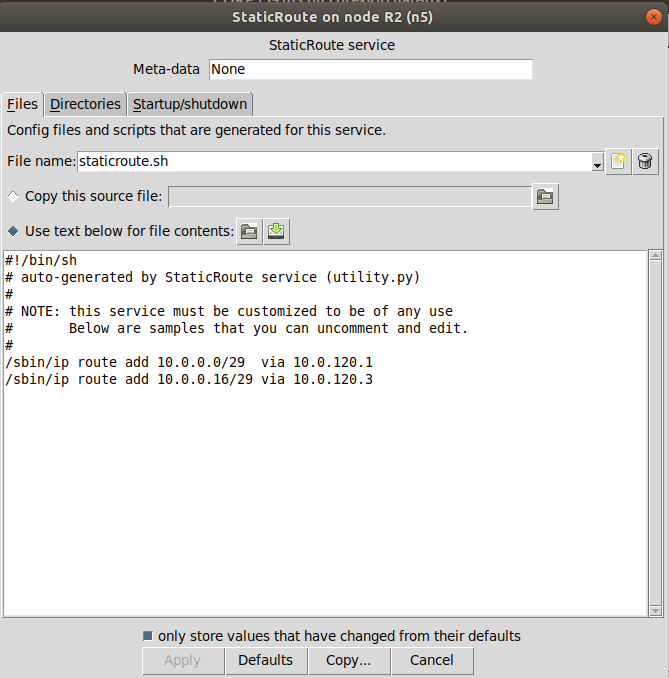 StaticRoute on node R2 (n5)
StaticRoute service
Meta-data None
Files Directories Startup/shutdown
Config files and scripts that are generated for this service.
File name: staticroute.sh
Copy this source file:
Use text below for file contents:
#!/bin/sh
# auto-generated by StaticRoute service (utility.py)
#
# NOTE: this service must be customized to be of any use
#       Below are samples that you can uncomment and edit.
#
/sbin/ip route add 10.0.0.0/29  via 10.0.120.1
/sbin/ip route add 10.0.0.16/29 via 10.0.120.3
only store values that have changed from their defaults
Apply Defaults Copy... Cancel